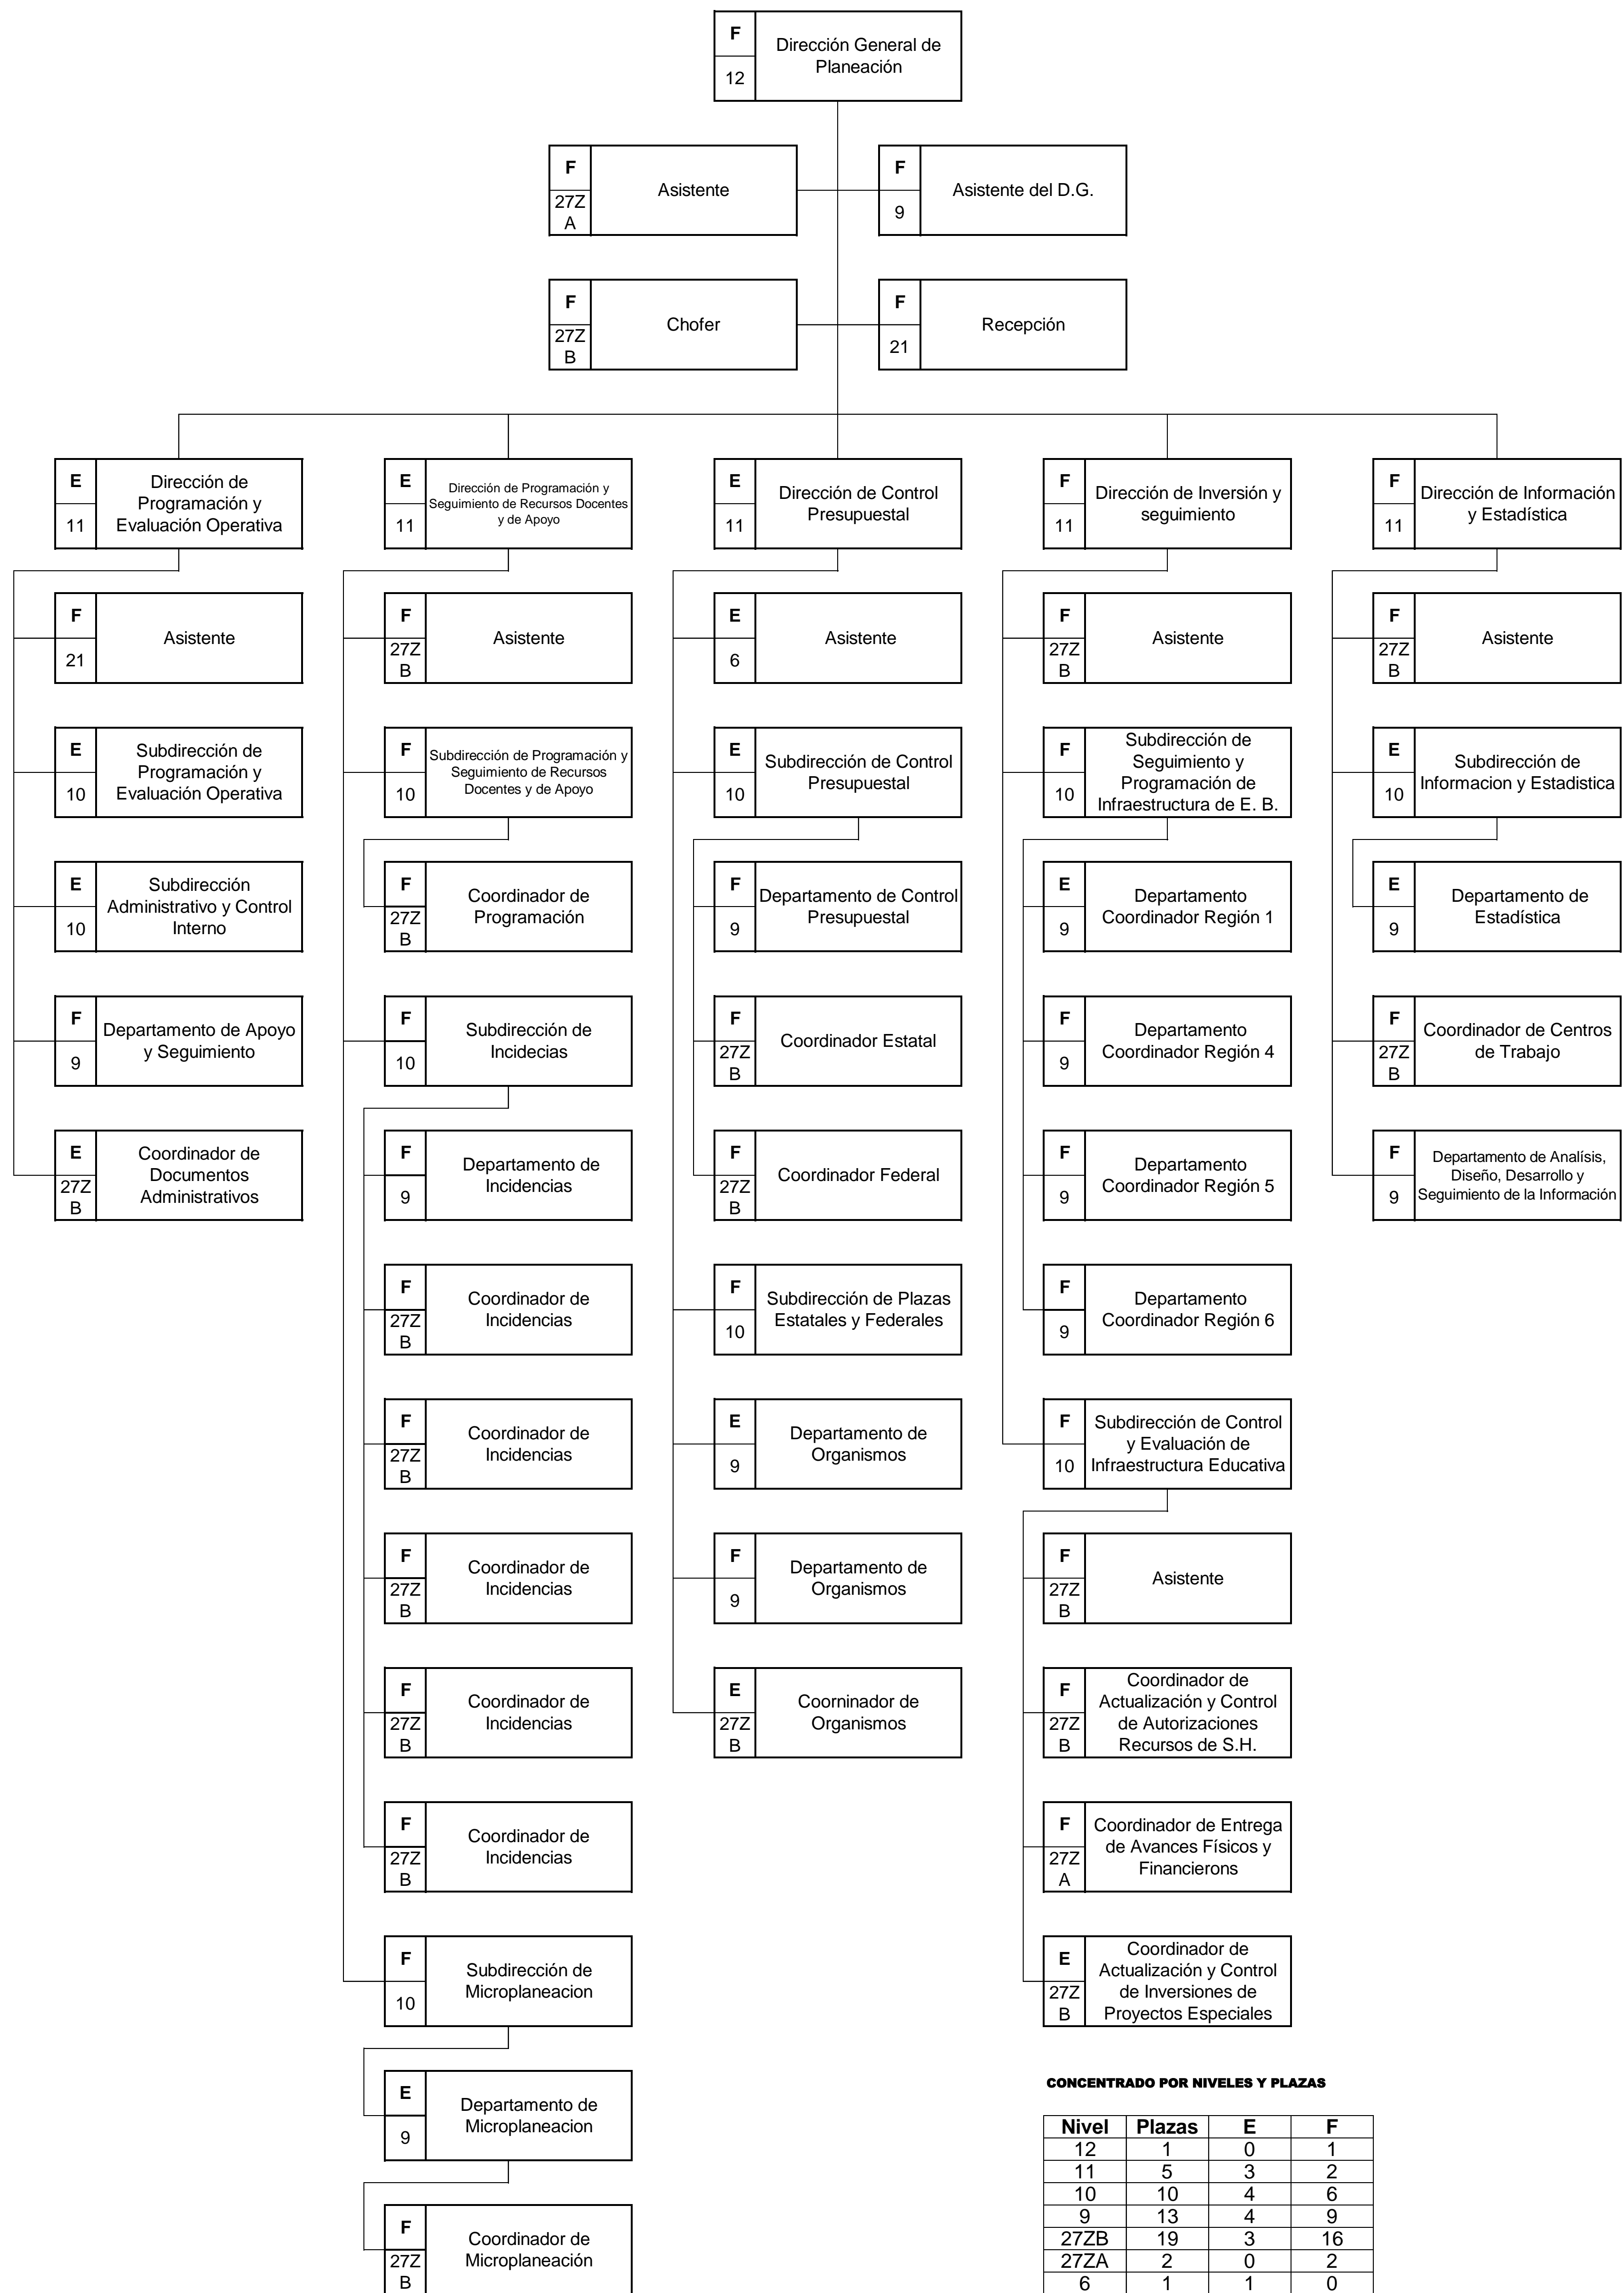 F
Dirección General de
Planeación
12
F
Asistente
27Z
A
F
Asistente del D.G.
9
F
Chofer
27Z
B
F
Recepción
21
E
Dirección de
Programación y
Evaluación Operativa
11
E
Dirección de Programación y
Seguimiento de Recursos Docentes
y de Apoyo
11
E
Dirección de Control
Presupuestal
11
F
Dirección de Inversión y
seguimiento
11
F
Dirección de Información
y Estadística
11
F
Asistente
21
E
Subdirección de
Programación y
Evaluación Operativa
10
E
Subdirección
Administrativo y Control
Interno
10
F
Departamento de Apoyo
y Seguimiento
9
E
Coordinador de
Documentos
Administrativos
27Z
B
F
Asistente
27Z
B
F
Subdirección de Programación y
Seguimiento de Recursos
Docentes y de Apoyo
10
F
Coordinador de
Programación
27Z
B
F
Subdirección de
Incidecias
10
F
Departamento de
Incidencias
9
F
Coordinador de
Incidencias
27Z
B
F
Coordinador de
Incidencias
27Z
B
F
Coordinador de
Incidencias
27Z
B
F
Coordinador de
Incidencias
27Z
B
F
Coordinador de
Incidencias
27Z
B
F
Subdirección de
Microplaneacion
10
E
Departamento de
Microplaneacion
9
F
Coordinador de
Microplaneación
27Z
B
E
Asistente
6
E
Subdirección de Control
Presupuestal
10
F
Departamento de Control
Presupuestal
9
F
Coordinador Estatal
27Z
B
F
Coordinador Federal
27Z
B
F
Subdirección de Plazas
Estatales y Federales
10
E
Departamento de
Organismos
9
F
Departamento de
Organismos
9
E
Coorninador de
Organismos
27Z
B
F
Asistente
27Z
B
F
Subdirección de
Seguimiento y
Programación de
Infraestructura de E. B.
10
E
Departamento
Coordinador Región 1
9
F
Departamento
Coordinador Región 4
9
F
Departamento
Coordinador Región 5
9
F
Departamento
Coordinador Región 6
9
F
Subdirección de Control
y Evaluación de
Infraestructura Educativa
10
F
Asistente
27Z
B
F
Coordinador de
Actualización y Control
de Autorizaciones
Recursos de S.H.
27Z
B
F
Coordinador de Entrega
de Avances Físicos y
Financierons
27Z
A
E
Coordinador de
Actualización y Control
de Inversiones de
Proyectos Especiales
27Z
B
F
Asistente
27Z
B
E
Subdirección de
Informacion y Estadistica
10
E
Departamento de
Estadística
9
F
Coordinador de Centros
de Trabajo
27Z
B
F
Departamento de Analísis,
Diseño, Desarrollo y
Seguimiento de la Información
9
CONCENTRADO POR NIVELES Y PLAZAS
Nivel Plazas E F
12 1 0 1
11 5 3 2
10 10 4 6
9 13 4 9
27ZB 19 3 16
27ZA 2 0 2
6 1 1 0